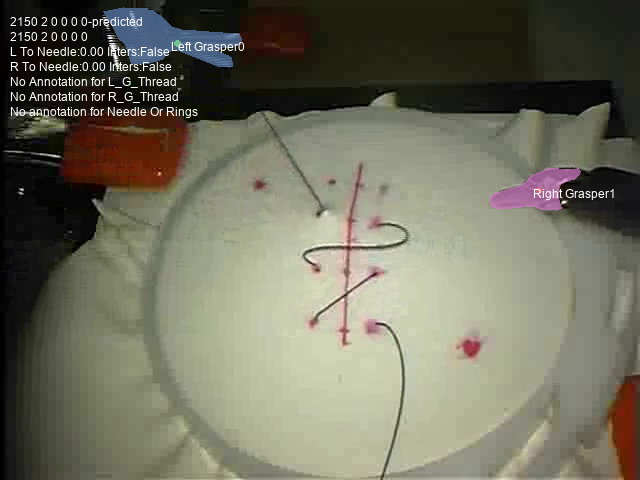 2150 2 0 0 0 0-predicted
2150 2 0 0 0 0
L To Needle:0.00 Inters:False
Left Grasper0
R To Needle:0.00 Inters:False
No Annotation for L_G_Thread
No Annotation for R_G_Thread
No annotation for Needle Or Rings
Right Grasper1